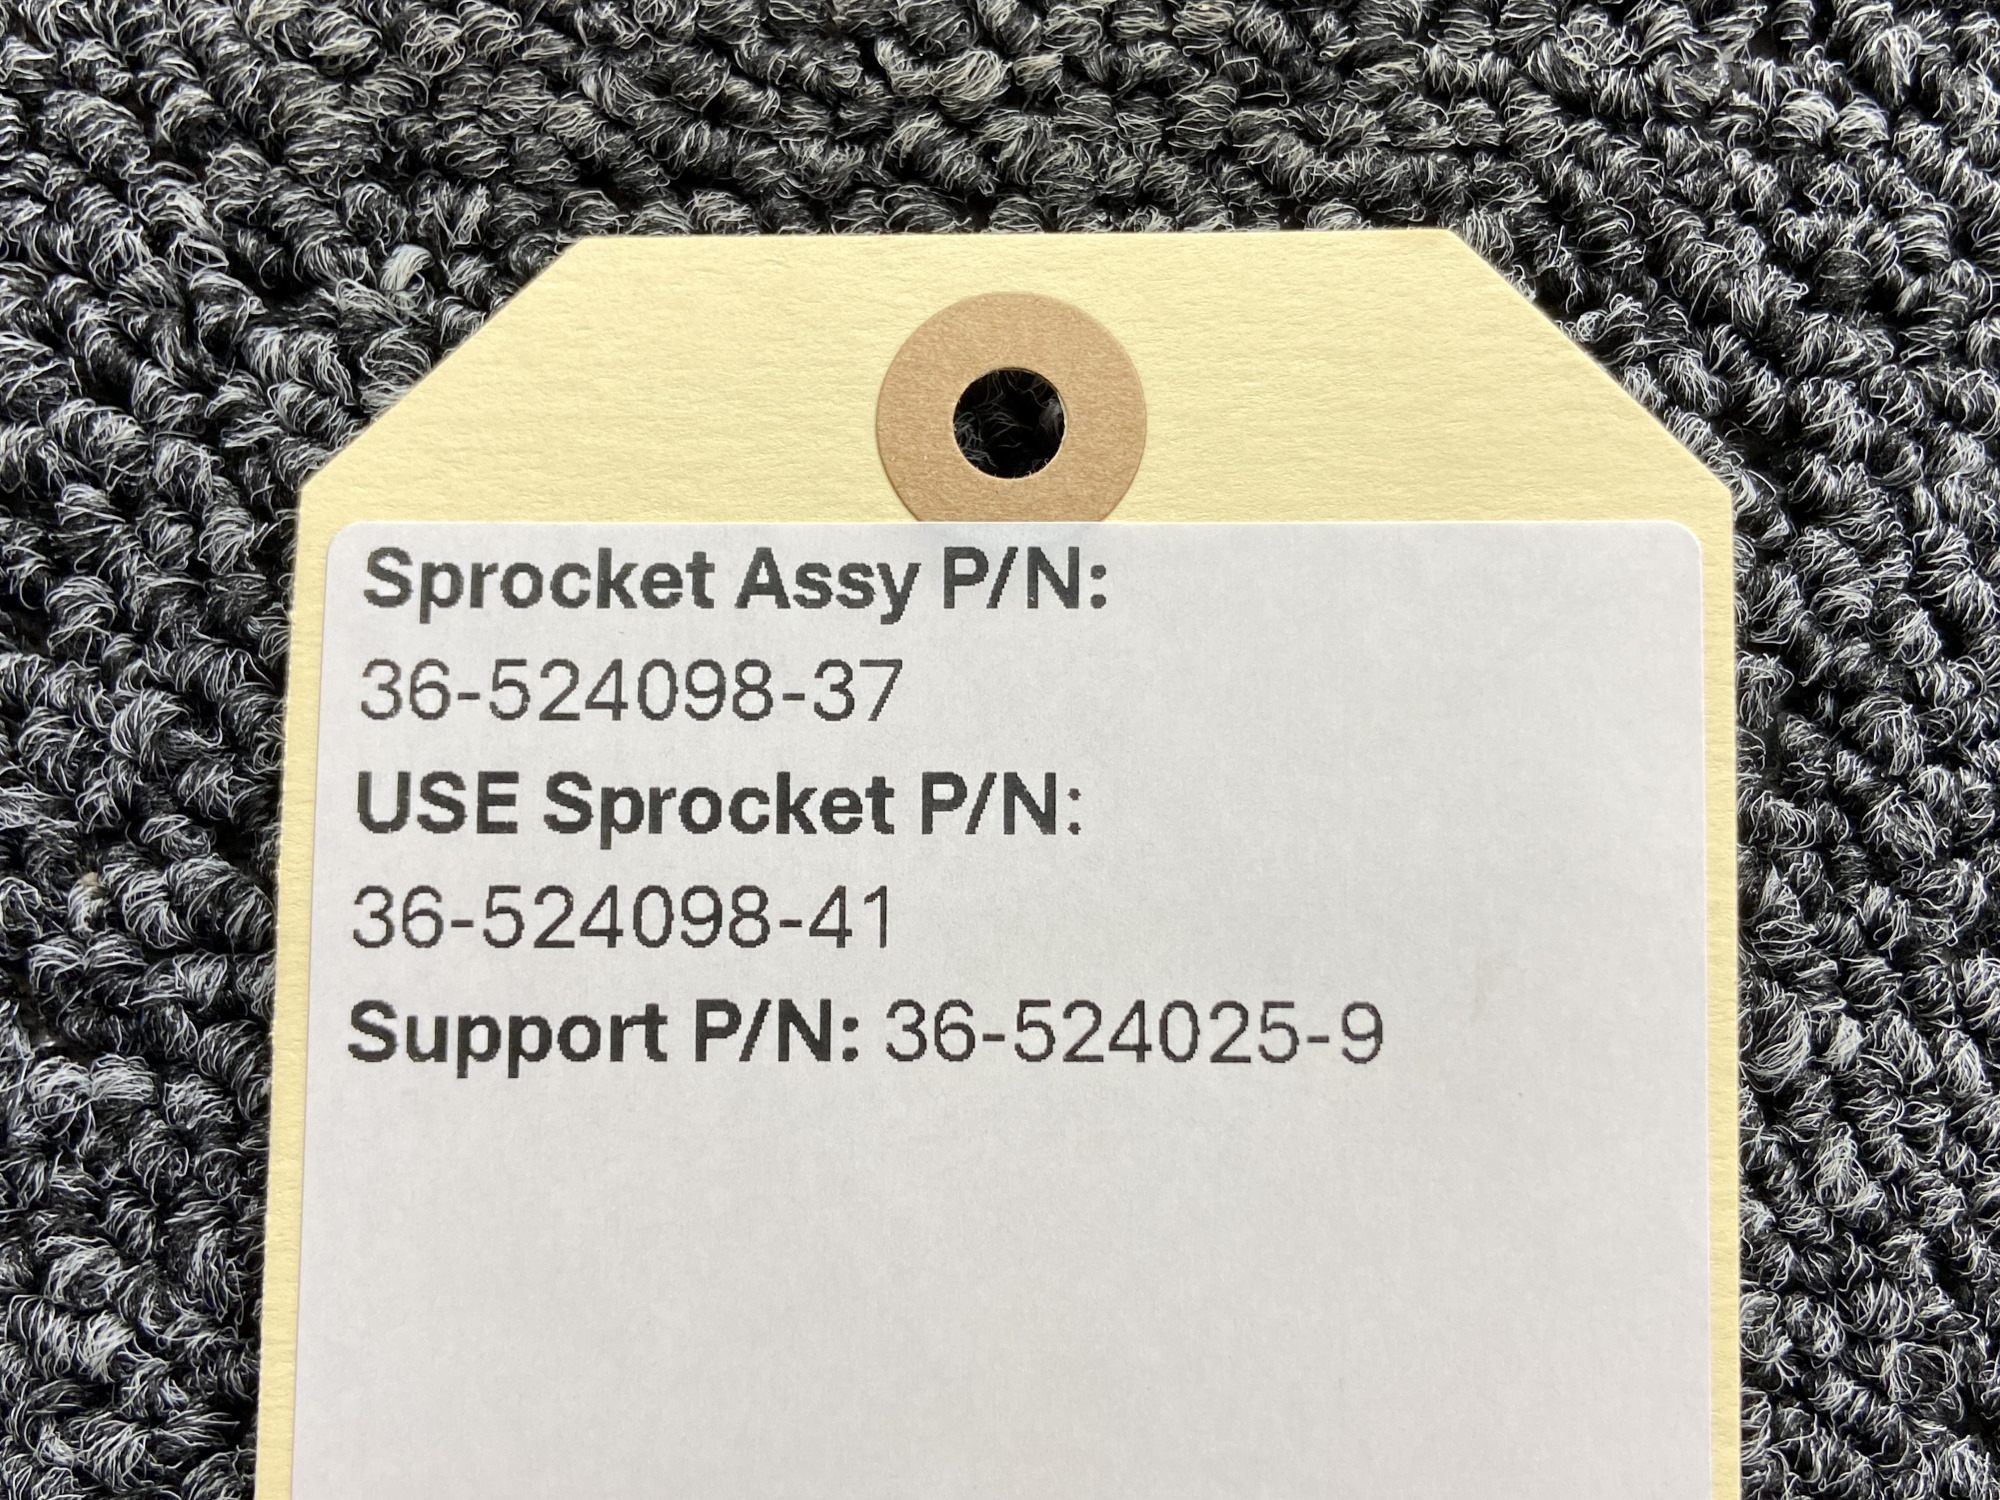 Sprocket Assy P/N:
36-524098-37
USE Sprocket P/N:
36-524098-41
Support P/N: 36-524025-9